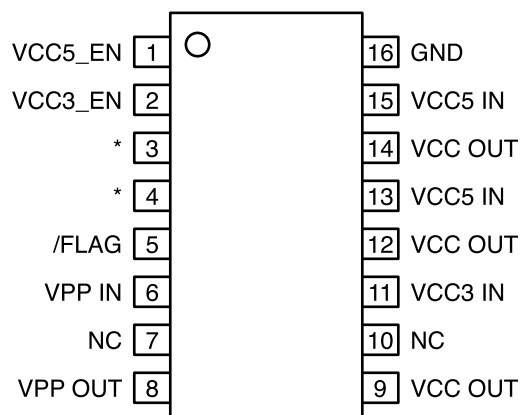 VCC5_EN 1 16 GND
VCC3_EN 2 15 VCC5 IN
* 3 14 VCC OUT
* 4 13 VCC5 IN
/FLAG 5 12 VCC OUT
VPP IN 6 11 VCC3 IN
NC 7 10 NC
VPP OUT 8 9 VCC OUT